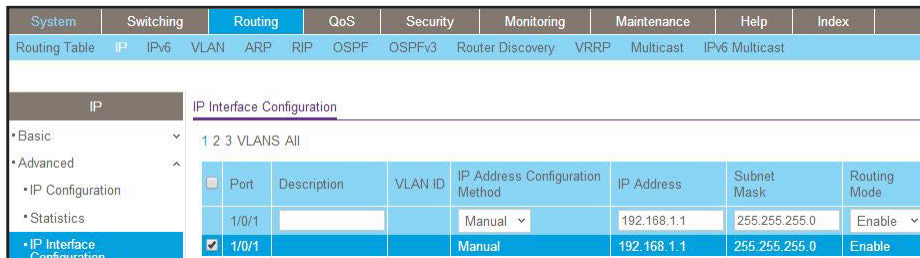 System Switching Routing QoS Security Monitoring Maintenance Help Index
Routing Table IP IPv6 VLAN ARP RIP OSPF OSPFv3 Router Discovery VRRP Multicast IPv6 Multicast
IP
IP Interface Configuration
Basic
1 2 3 VLANS All
Advanced
IP Configuration
Statistics
IP Interface
Configuration
Port Description VLAN ID IP Address Configuration Method IP Address Subnet Mask Routing Mode
1/0/1 Manual 192.168.1.1 255.255.255.0 Enable
1/0/1 Manual 192.168.1.1 255.255.255.0 Enable